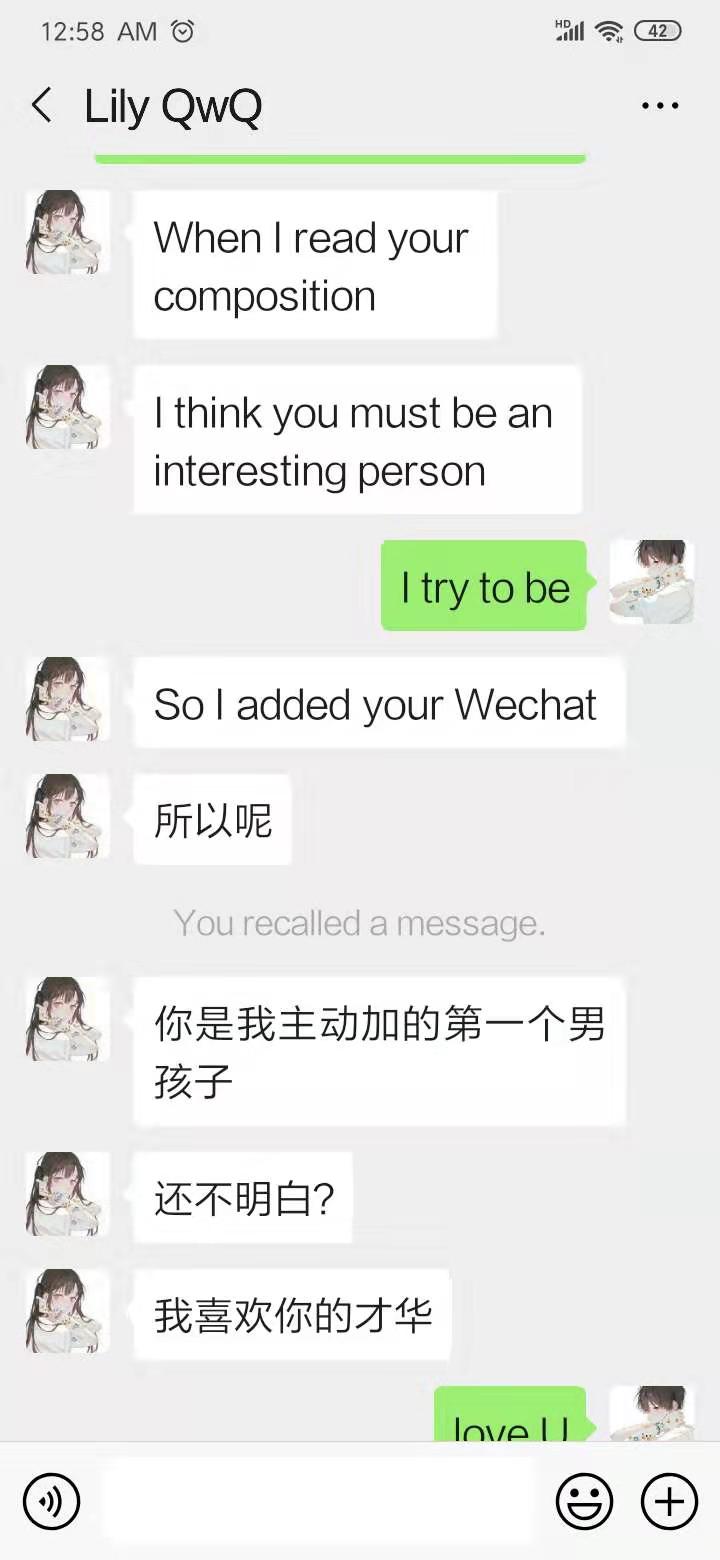 12:58 AM
HD
42
Lily QwQ
When I read your
composition
I think you must be an
interesting person
I try to be
So I added your Wechat
所以呢
You recalled a message.
你是我主动加的第一个男
孩子
还不明白?
我喜欢你的才华
love U